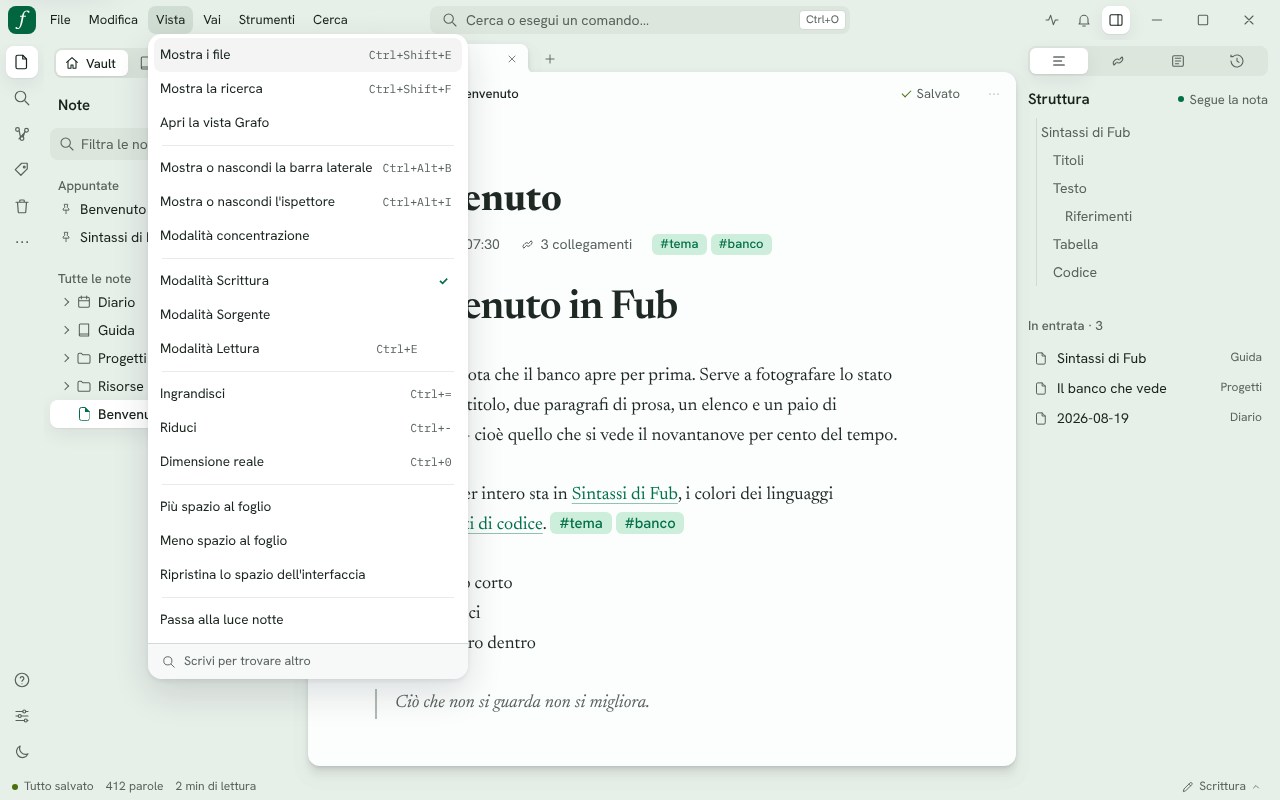 f File Modifica Vista Vai Strumenti Cerca
Cerca o esegui un comando... Ctrl+O
Vault
Note
Filtra le no
Appuntate
Benvenuto
Sintassi di
Tutte le note
Diario
Guida
Progetti
Risorse
Benvenu
Mostra i file Ctrl+Shift+E
Mostra la ricerca Ctrl+Shift+F
Apri la vista Grafo
Mostra o nascondi la barra laterale Ctrl+Alt+B
Mostra o nascondi l'ispettore Ctrl+Alt+I
Modalità concentrazione
Modalità Scrittura
Modalità Sorgente
Modalità Lettura Ctrl+E
Ingrandisci Ctrl+=
Riduci Ctrl+-
Dimensione reale Ctrl+0
Più spazio al foglio
Meno spazio al foglio
Ripristina lo spazio dell'interfaccia
Passa alla luce notte
Scrivi per trovare altro
envenuto
Salvato ...
enuto
07:30 3 collegamenti #tema #banco
enuto in Fub
ota che il banco apre per prima. Serve a fotografare lo stato
titolo, due paragrafi di prosa, un elenco e un paio di
cioè quello che si vede il novantanove per cento del tempo.
er intero sta in Sintassi di Fub, i colori dei linguaggi
ti di codice. #tema #banco
o corto
ci
ro dentro
Ciò che non si guarda non si migliora.
Struttura Segue la nota
Sintassi di Fub
Titoli
Testo
Riferimenti
Tabella
Codice
In entrata · 3
Sintassi di Fub Guida
Il banco che vede Progetti
2026-08-19 Diario
Tutto salvato 412 parole 2 min di lettura
Scrittura